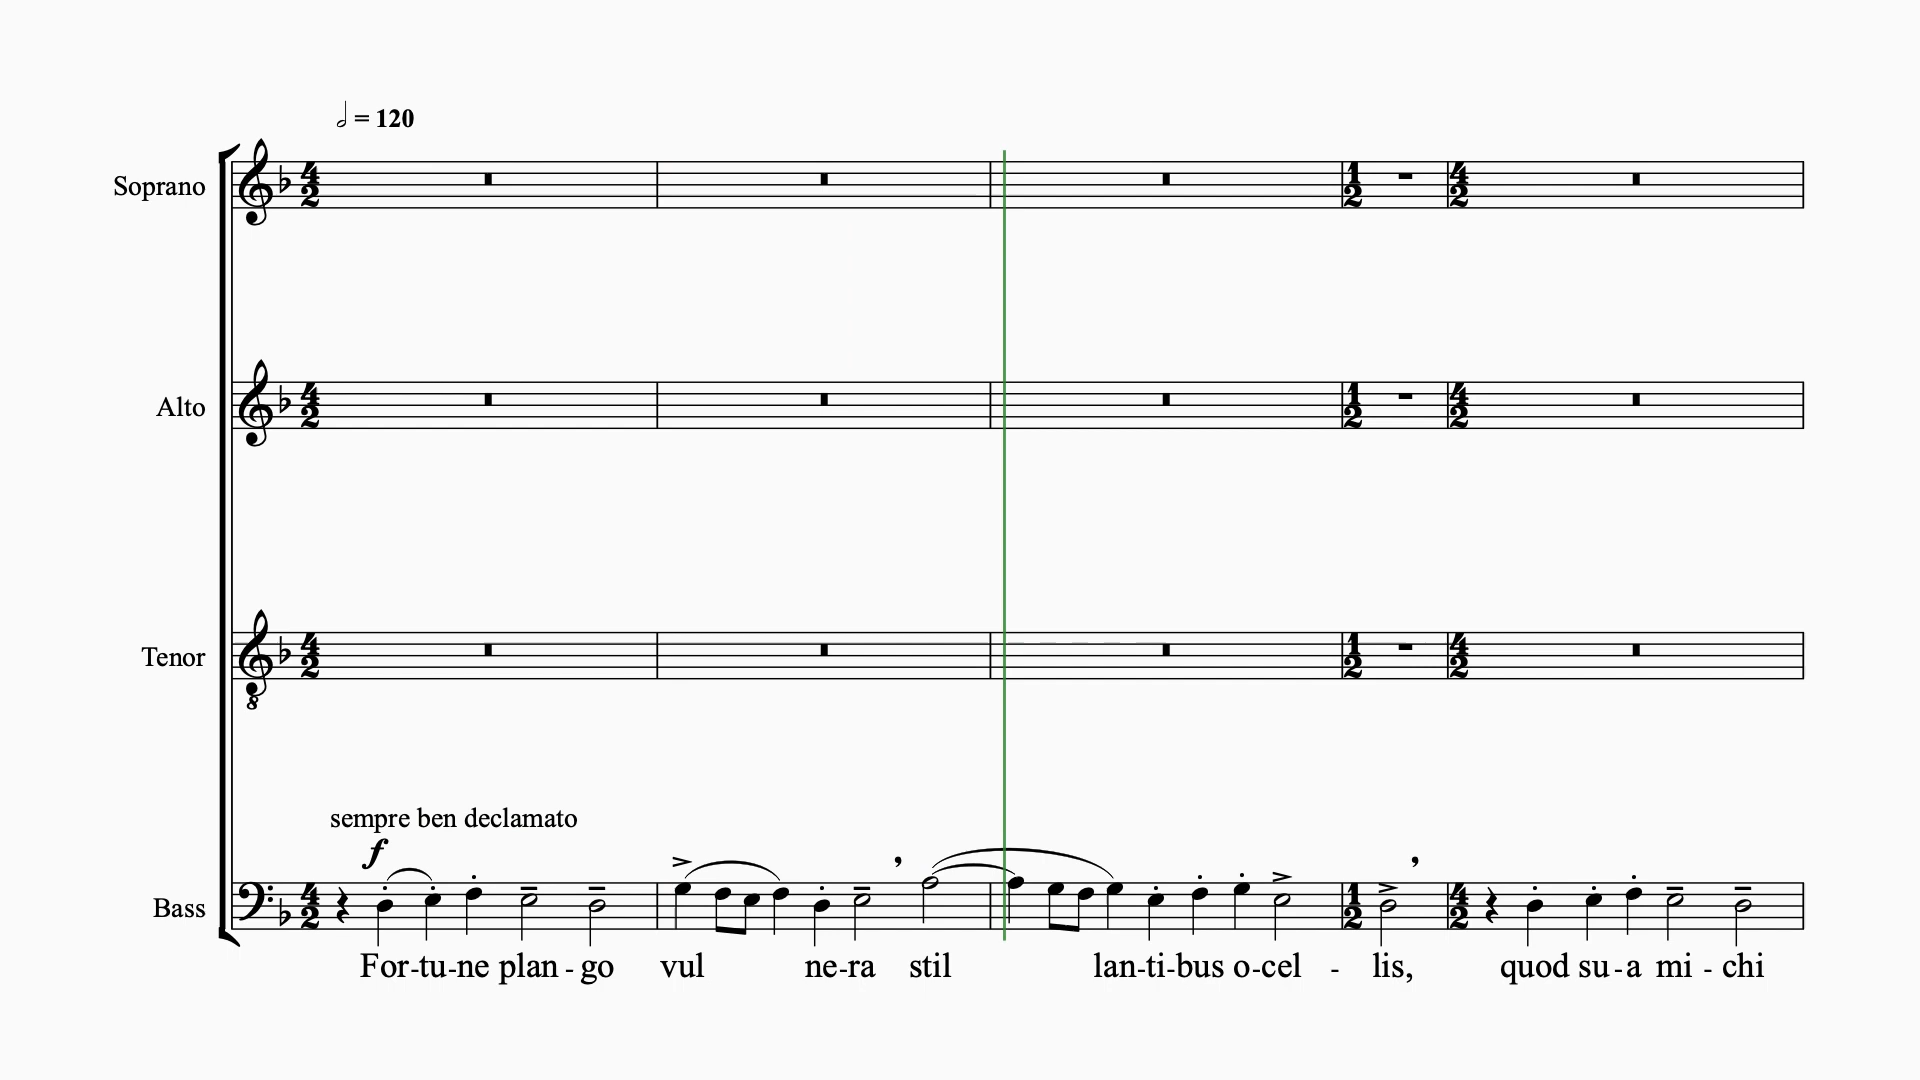 = 120
Soprano
Alto
Tenor
sempre ben declamato
f
Bass
For-tu-ne plan - go vul ne-ra stil lan-ti-bus o-cel - lis, quod su-a mi - chi